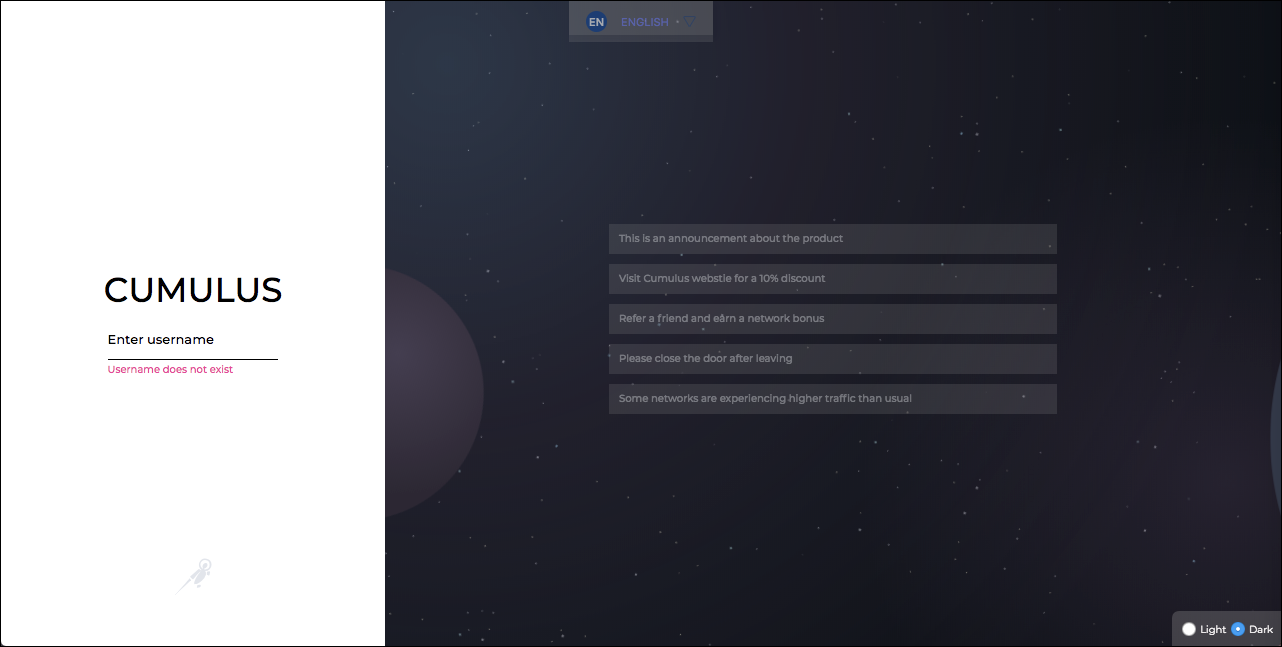 EN ENGLISH
CUMULUS
Enter username
Username does not exist
This is an announcement about the product
Visit Cumulus webstie for a 10% discount
Refer a friend and earn a network bonus
Please close the door after leaving
Some networks are experiencing higher traffic than usual
Light Dark